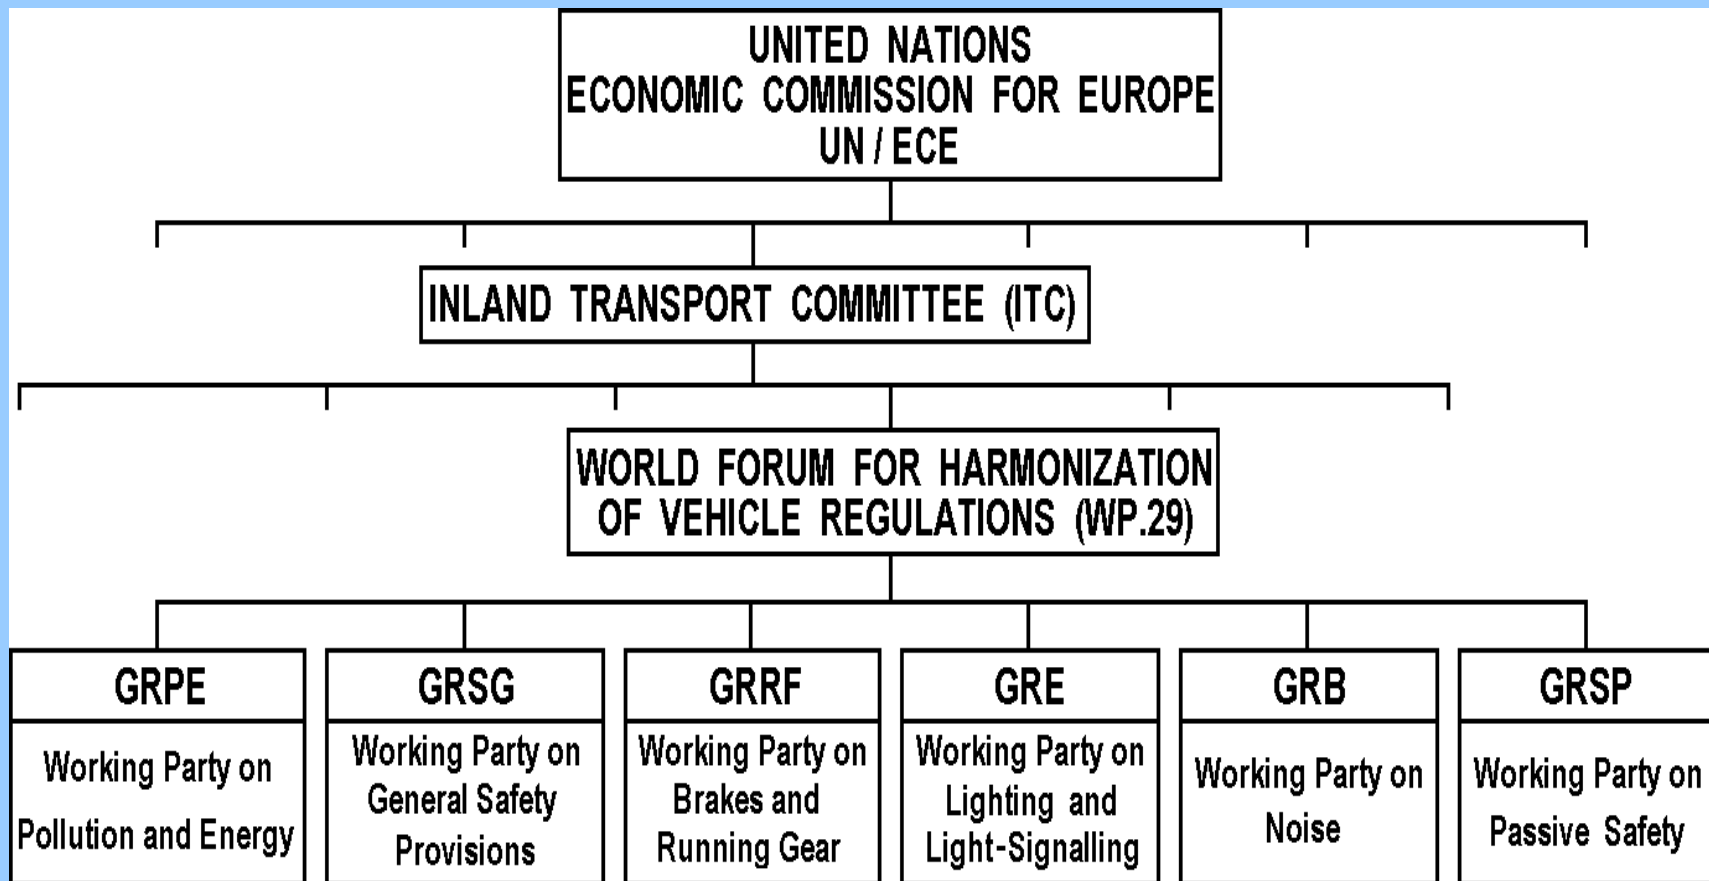 UNITED NATIONS
ECONOMIC COMMISSION FOR EUROPE
UN / ECE
INLAND TRANSPORT COMMITTEE (ITC)
WORLD FORUM FOR HARMONIZATION
OF VEHICLE REGULATIONS (WP.29)
GRPE
Working Party on
Pollution and Energy
GRSG
Working Party on
General Safety
Provisions
GRRF
Working Party on
Brakes and
Running Gear
GRE
Working Party on
Lighting and
Light-Signalling
GRB
Working Party on
Noise
GRSP
Working Party on
Passive Safety